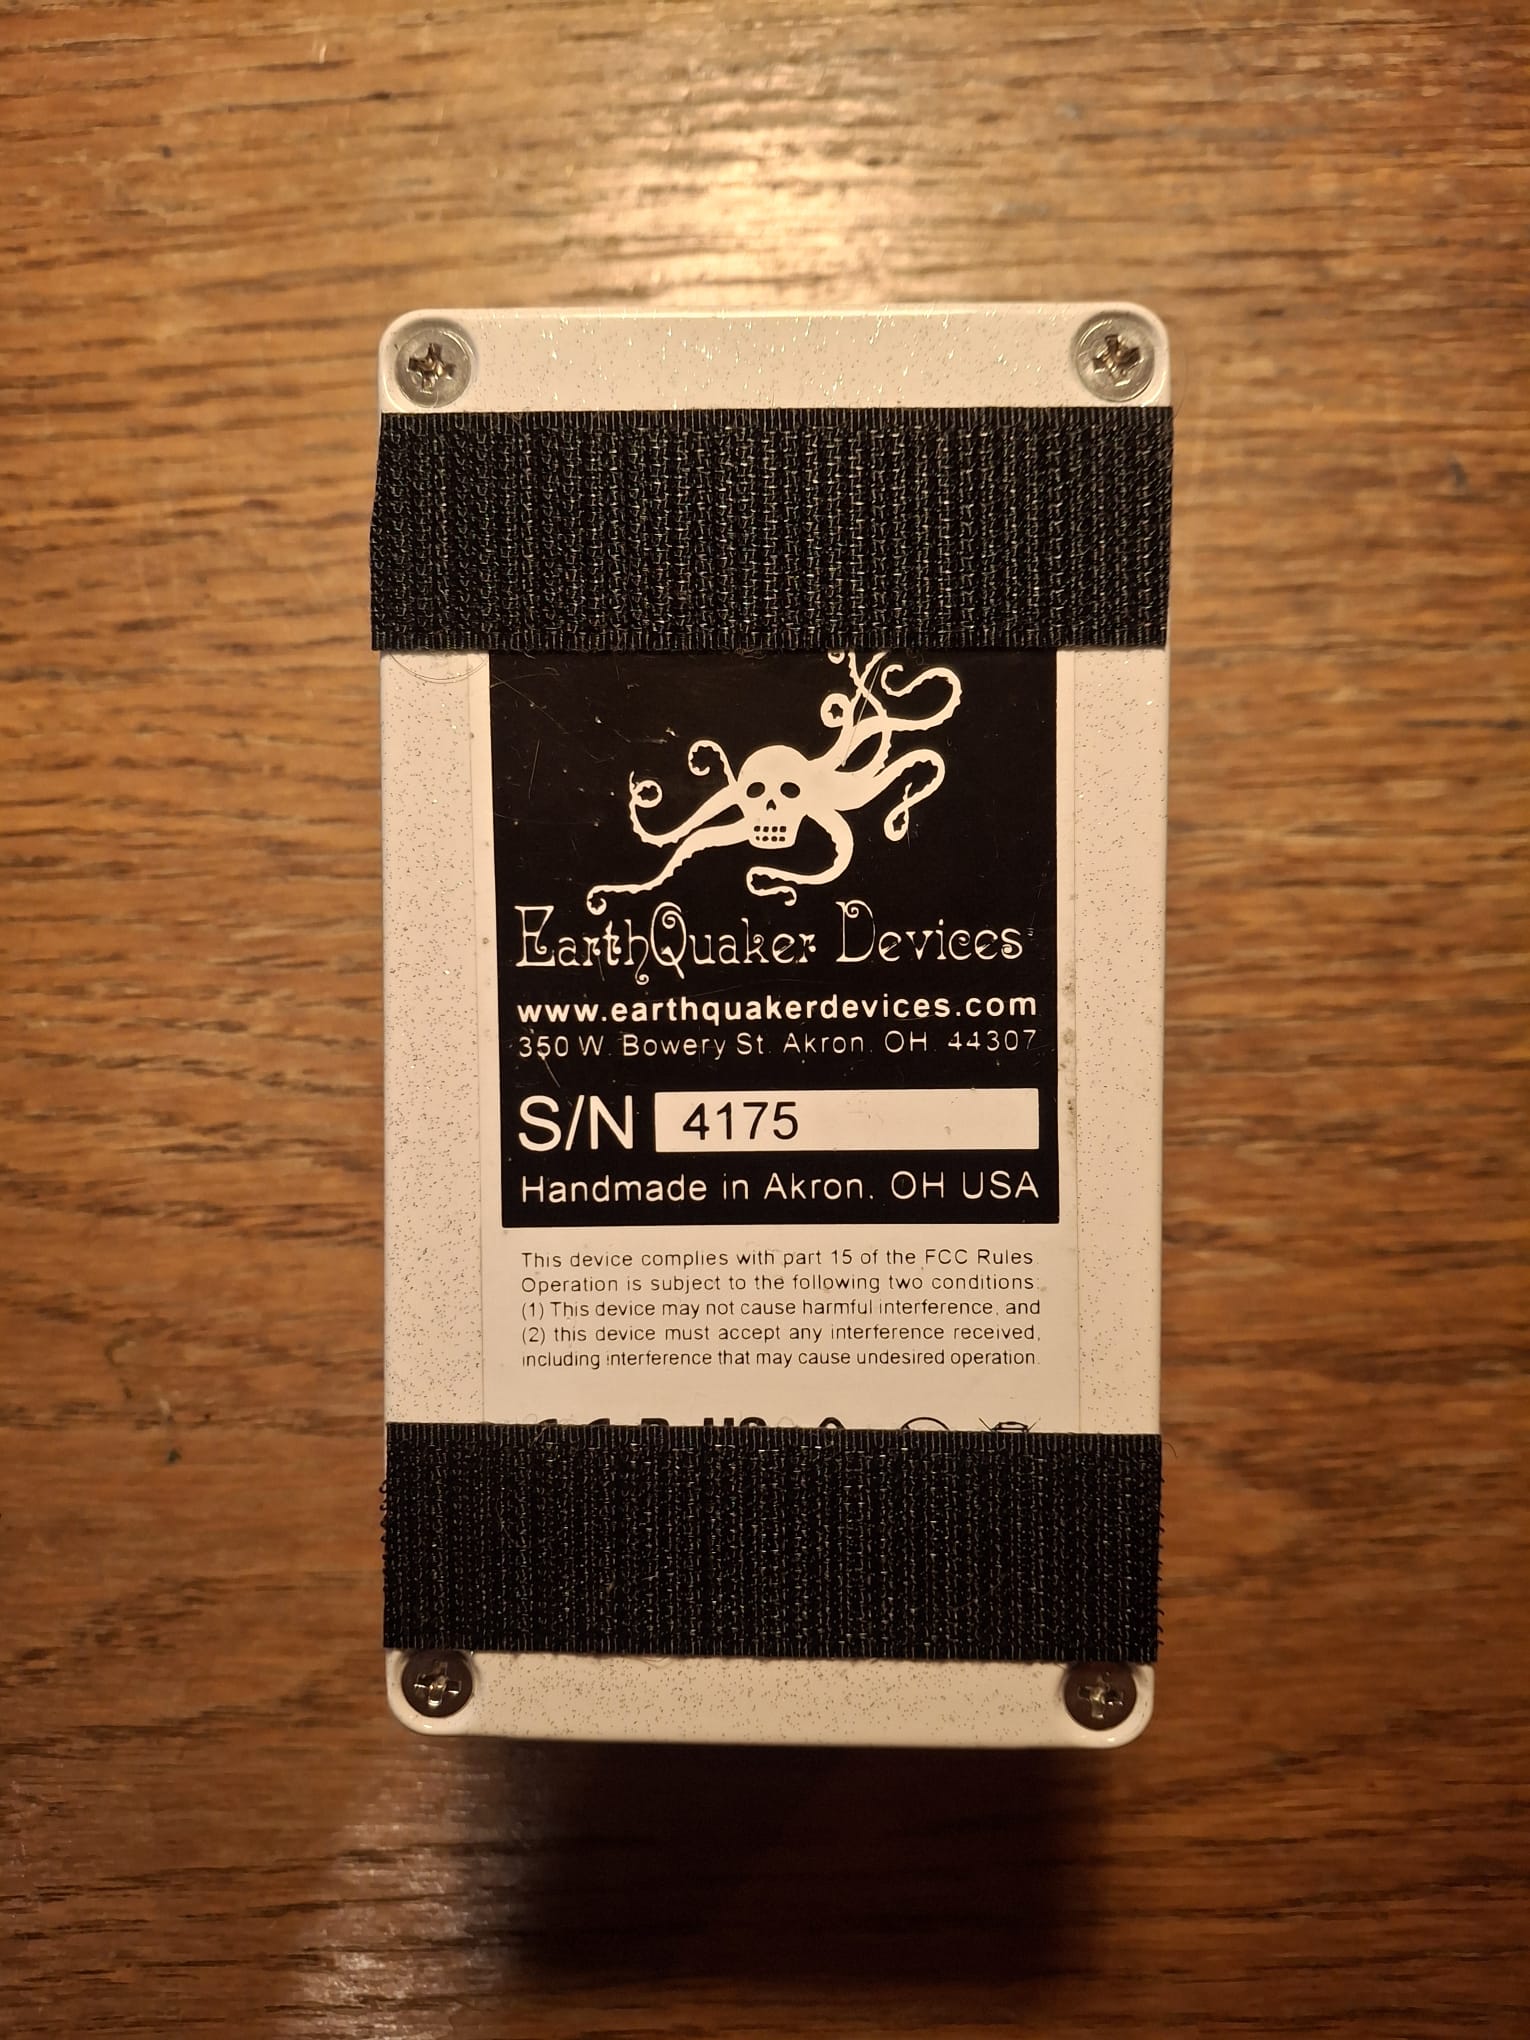 EarthQuaker Devices
www.earthquakerdevices.com
350 W. Bowery St. Akron, OH. 44307
S/N 4175
Handmade in Akron, OH USA
This device complies with part 15 of the FCC Rules.
Operation is subject to the following two conditions:
(1) This device may not cause harmful interference, and
(2) this device must accept any interference received,
including interference that may cause undesired operation.